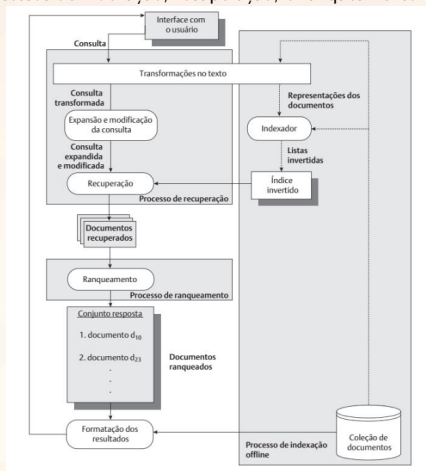 Interface com
o usuário
Consulta
Transformações no texto
Consulta
transformada
Representações dos
documentos
Expansão e modificação
da consulta
Indexador
Consulta
expandida
e modificada
Listas
invertidas
Recuperação
Índice
invertido
Processo de recuperação
Documentos
recuperados
Ranqueamento
Processo de ranqueamento
Conjunto resposta
1. documento d10
2. documento d23
.
.
.
Documentos
ranqueados
Formatação dos
resultados
Processo de indexação
offline
Coleção de
documentos